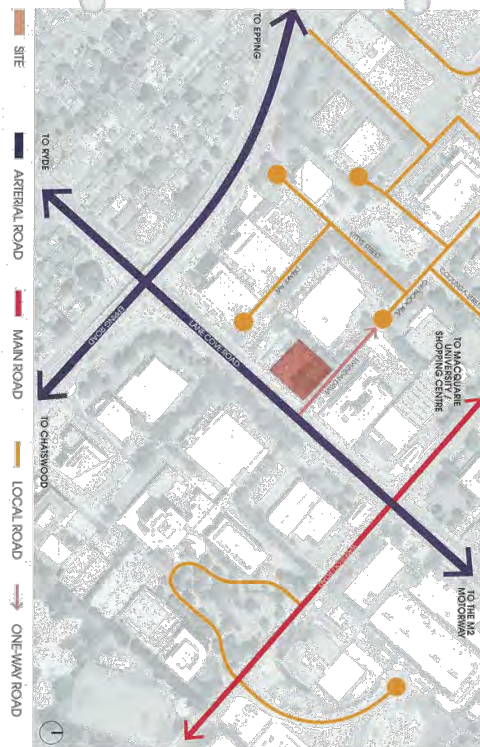 TO EPPING
TO MACQUARIE
UNIVERSITY /
SHOPPING CENTRE
TO THE M2
MOTORWAY
LANE COVE ROAD
EPPING ROAD
TO RYDE
TO CHATSWOOD
SITE
ARTERIAL ROAD
MAIN ROAD
LOCAL ROAD
ONE-WAY ROAD